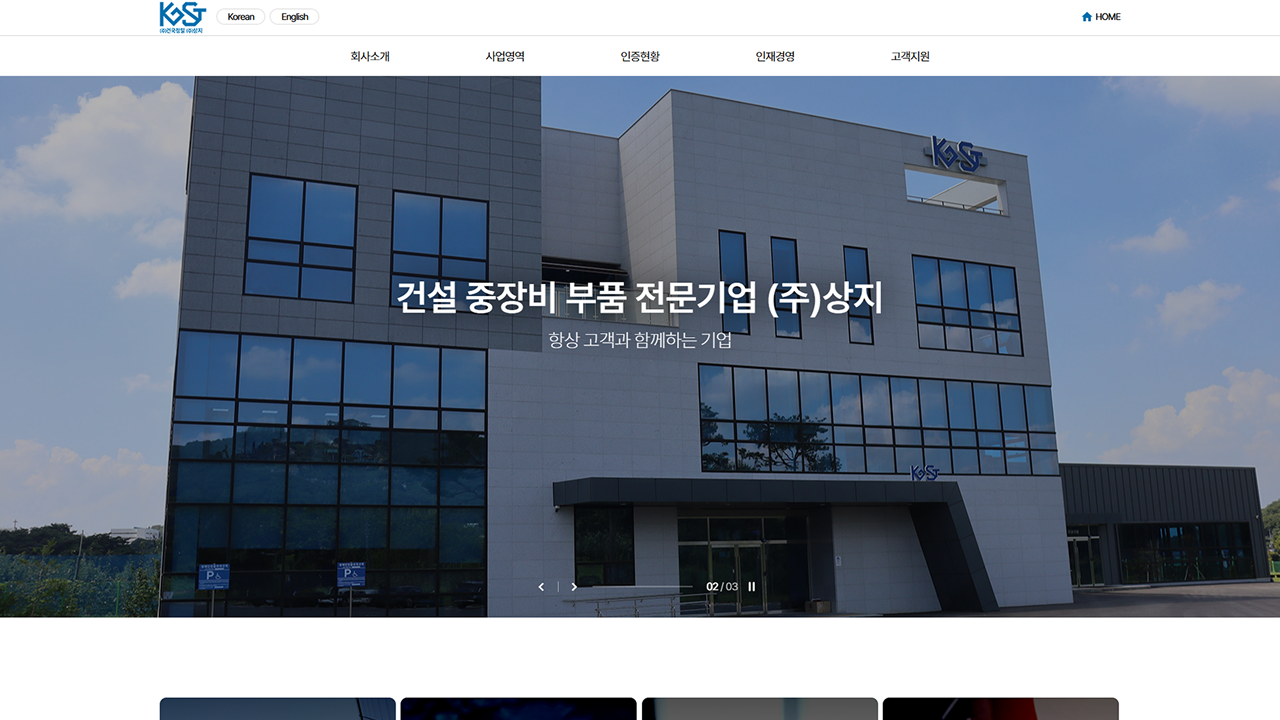 KGST
(주)건국정밀 (주)상지
Korean
English
HOME
회사소개
사업영역
인증현황
인재경영
고객지원
KGST
건설 중장비 부품 전문기업 (주)상지
항상 고객과 함께하는 기업
KGST
P
P
02 / 03